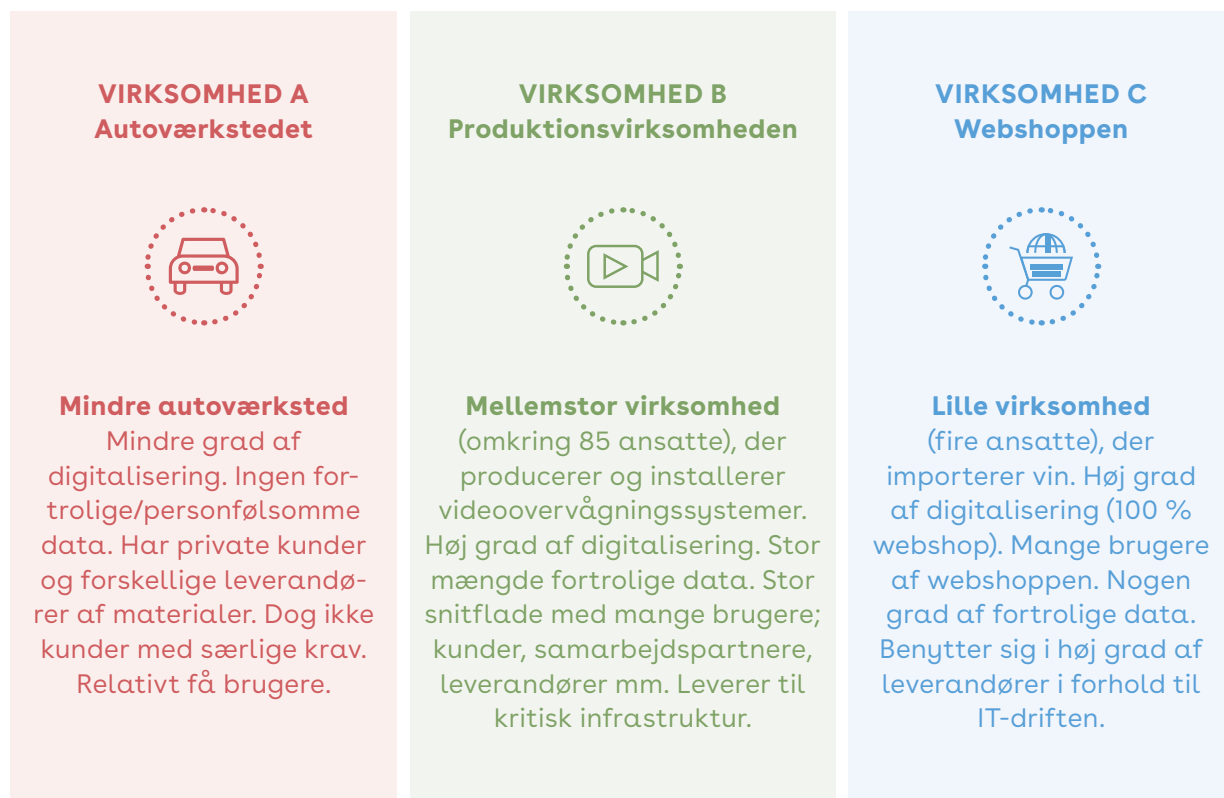 VIRKSOMHED A
Autoværkstedet
Mindre autoværksted
Mindre grad af
digitalisering. Ingen for-
trolige/personfølsomme
data. Har private kunder
og forskellige leverandø-
rer af materialer. Dog ikke
kunder med særlige krav.
Relativt få brugere.
VIRKSOMHED B
Produktionsvirksomheden
Mellemstor virksomhed
(omkring 85 ansatte), der
producerer og installerer
videoovervågningssystemer.
Høj grad af digitalisering. Stor
mængde fortrolige data. Stor
snitflade med mange brugere;
kunder, samarbejdspartnere,
leverandører mm. Leverer til
kritisk infrastruktur.
VIRKSOMHED C
Webshoppen
Lille virksomhed
(fire ansatte), der
importerer vin. Høj grad
af digitalisering (100 %
webshop). Mange brugere
af webshoppen. Nogen
grad af fortrolige data.
Benytter sig i høj grad af
leverandører i forhold til
IT-driften.